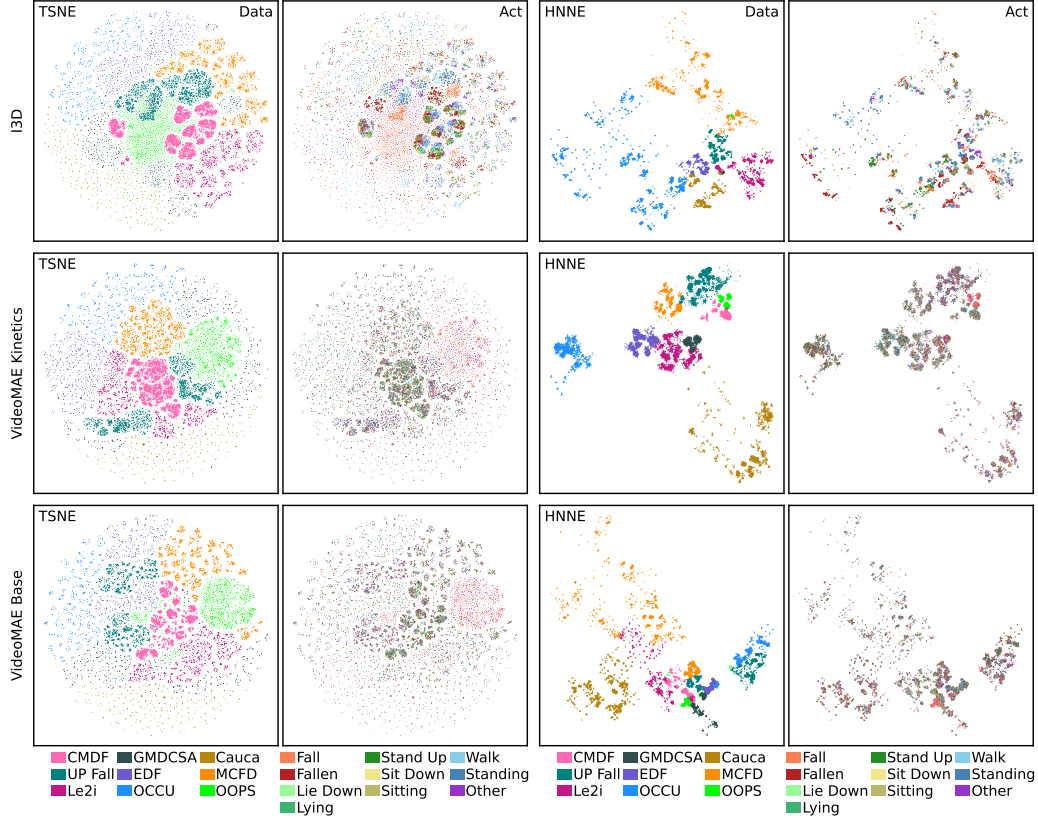 TSNE Data Act HNNE Data Act
I3D
TSNE HNNE
VideoMAE Kinetics
TSNE HNNE
VideoMAE Base
CMDF GMDCSA Cauca
UP Fall EDF MCFD
Le2i OCCU OOPS
Fall Stand Up Walk
Fallen Sit Down Standing
Lie Down Sitting Other
Lying
CMDF GMDCSA Cauca
UP Fall EDF MCFD
Le2i OCCU OOPS
Fall Stand Up Walk
Fallen Sit Down Standing
Lie Down Sitting Other
Lying